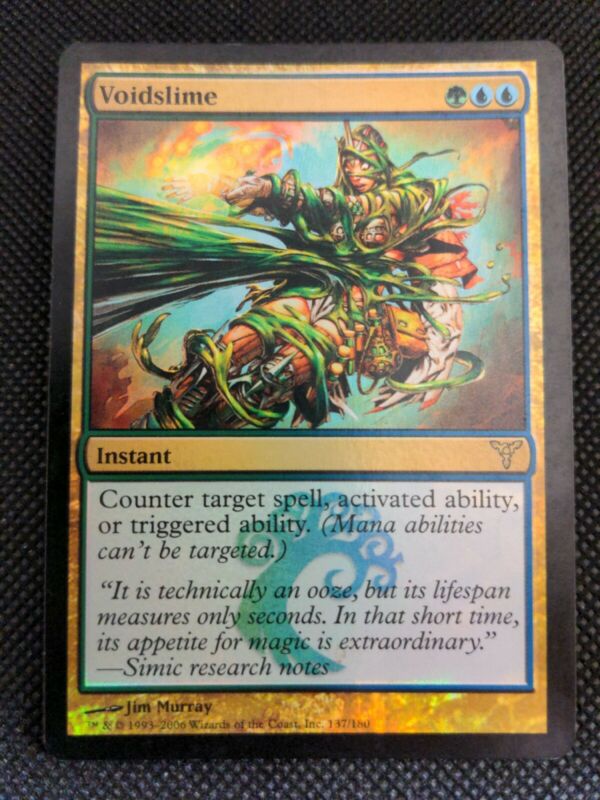 Voidslime
Instant
Counter target spell, activated ability,
or triggered ability. (Mana abilities
can't be targeted.)
"It is technically an ooze, but its lifespan
measures only seconds. In that short time,
its appetite for magic is extraordinary."
—Simic research notes
Jim Murray
™ & © 1993–2006 Wizards of the Coast, Inc. 137/180